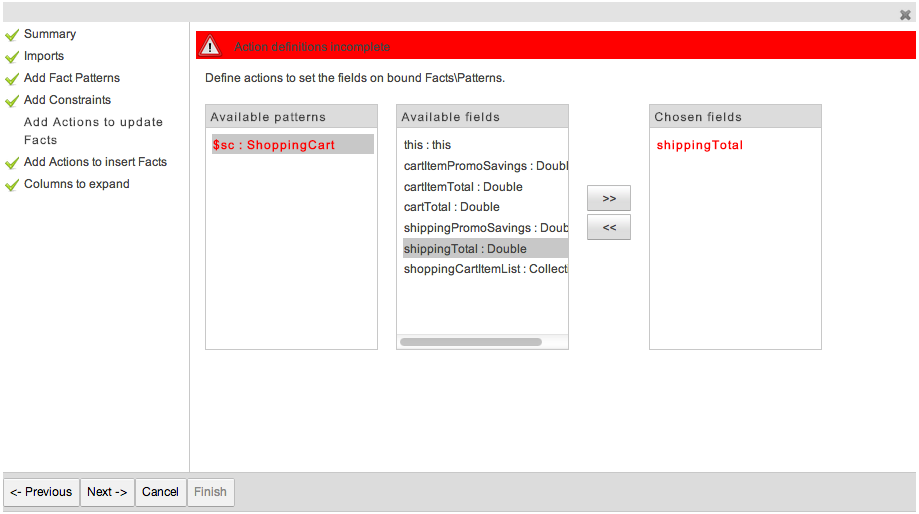 Summary
Imports
Add Fact Patterns
Add Constraints
Add Actions to update
Facts
Add Actions to insert Facts
Columns to expand
Action definitions incomplete
Define actions to set the fields on bound Facts\Patterns.
Available patterns
$sc : ShoppingCart
Available fields
this : this
cartItemPromoSavings : Doubl
cartItemTotal : Double
cartTotal : Double
shippingPromoSavings : Doub
shippingTotal : Double
shoppingCartItemList : Collect
>>
<<
Chosen fields
shippingTotal
<- Previous
Next ->
Cancel
Finish